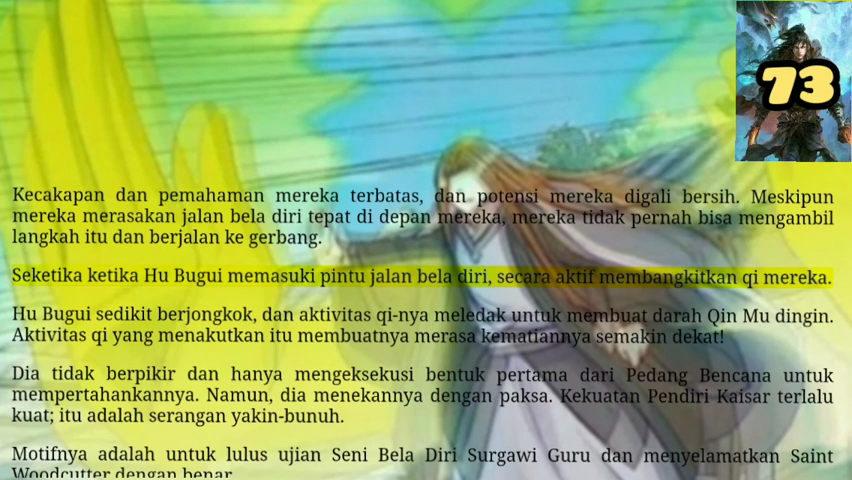 73
Kecakapan dan pemahaman mereka terbatas, dan potensi mereka digali bersih. Meskipun
mereka merasakan jalan bela diri tepat di depan mereka, mereka tidak pernah bisa mengambil
langkah itu dan berjalan ke gerbang.
Seketika ketika Hu Bugui memasuki pintu jalan bela diri, secara aktif membangkitkan qi mereka.
Hu Bugui sedikit berjongkok, dan aktivitas qi-nya meledak untuk membuat darah Qin Mu dingin.
Aktivitas qi yang menakutkan itu membuatnya merasa kematiannya semakin dekat!
Dia tidak berpikir dan hanya mengeksekusi bentuk pertama dari Pedang Bencana untuk
mempertahankannya. Namun, dia menekannya dengan paksa. Kekuatan Pendiri Kaisar terlalu
kuat; itu adalah serangan yakin-bunuh.
Motifnya adalah untuk lulus ujian Seni Bela Diri Surgawi Guru dan menyelamatkan Saint
Woodcutter dengan benar.